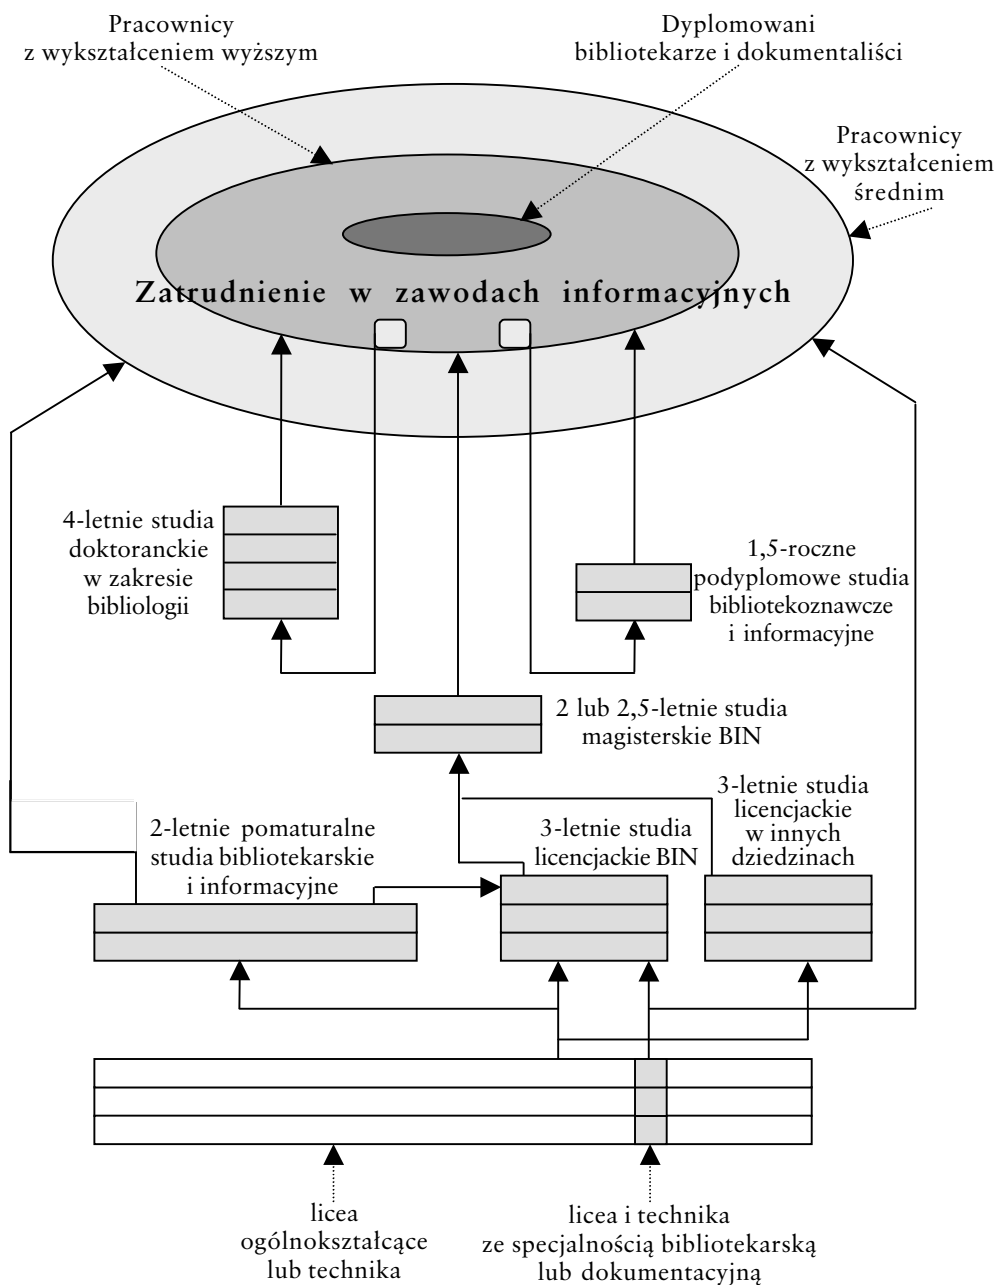 Pracownicy
z wykształceniem wyższym
Dyplomowani
bibliotekarze i dokumentaliści
Pracownicy
z wykształceniem
średnim
Zatrudnienie w zawodach informacyjnych
4-letnie studia
doktoranckie
w zakresie
bibliologii
1,5-roczne
podyplomowe studia
bibliotekoznawcze
i informacyjne
2 lub 2,5-letnie studia
magisterskie BIN
2-letnie pomaturalne
studia bibliotekarskie
i informacyjne
3-letnie studia
licencjackie BIN
3-letnie studia
licencjackie
w innych
dziedzinach
licea
ogólnokształcące
lub technika
licea i technika
ze specjalnością bibliotekarską
lub dokumentacyjną